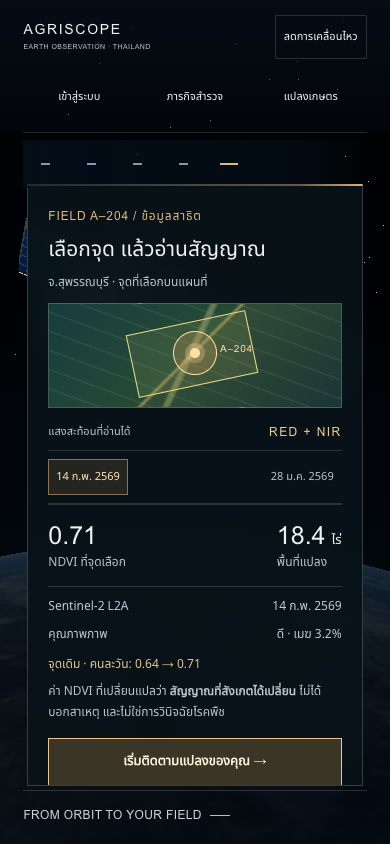 AGRISCOPE
EARTH OBSERVATION · THAILAND
ลดการเคลื่อนไหว
เข้าสู่ระบบ
ภารกิจสำรวจ
แปลงเกษตร
FIELD A–204 / ข้อมูลสาธิต
เลือกจุด แล้วอ่านสัญญาณ
จ.สุพรรณบุรี · จุดที่เลือกบนแผนที่
A–204
แสงสะท้อนที่อ่านได้
RED + NIR
14 ก.พ. 2569
28 ม.ค. 2569
0.71
NDVI ที่จุดเลือก
18.4 ไร่
พื้นที่แปลง
Sentinel-2 L2A
14 ก.พ. 2569
คุณภาพภาพ
ดี · เมฆ 3.2%
จุดเดิม · คนละวัน: 0.64 → 0.71
ค่า NDVI ที่เปลี่ยนแปลว่า สัญญาณที่สังเกตได้เปลี่ยน ไม่ได้
บอกสาเหตุ และไม่ใช่การวินิจฉัยโรคพืช
เริ่มติดตามแปลงของคุณ →
FROM ORBIT TO YOUR FIELD